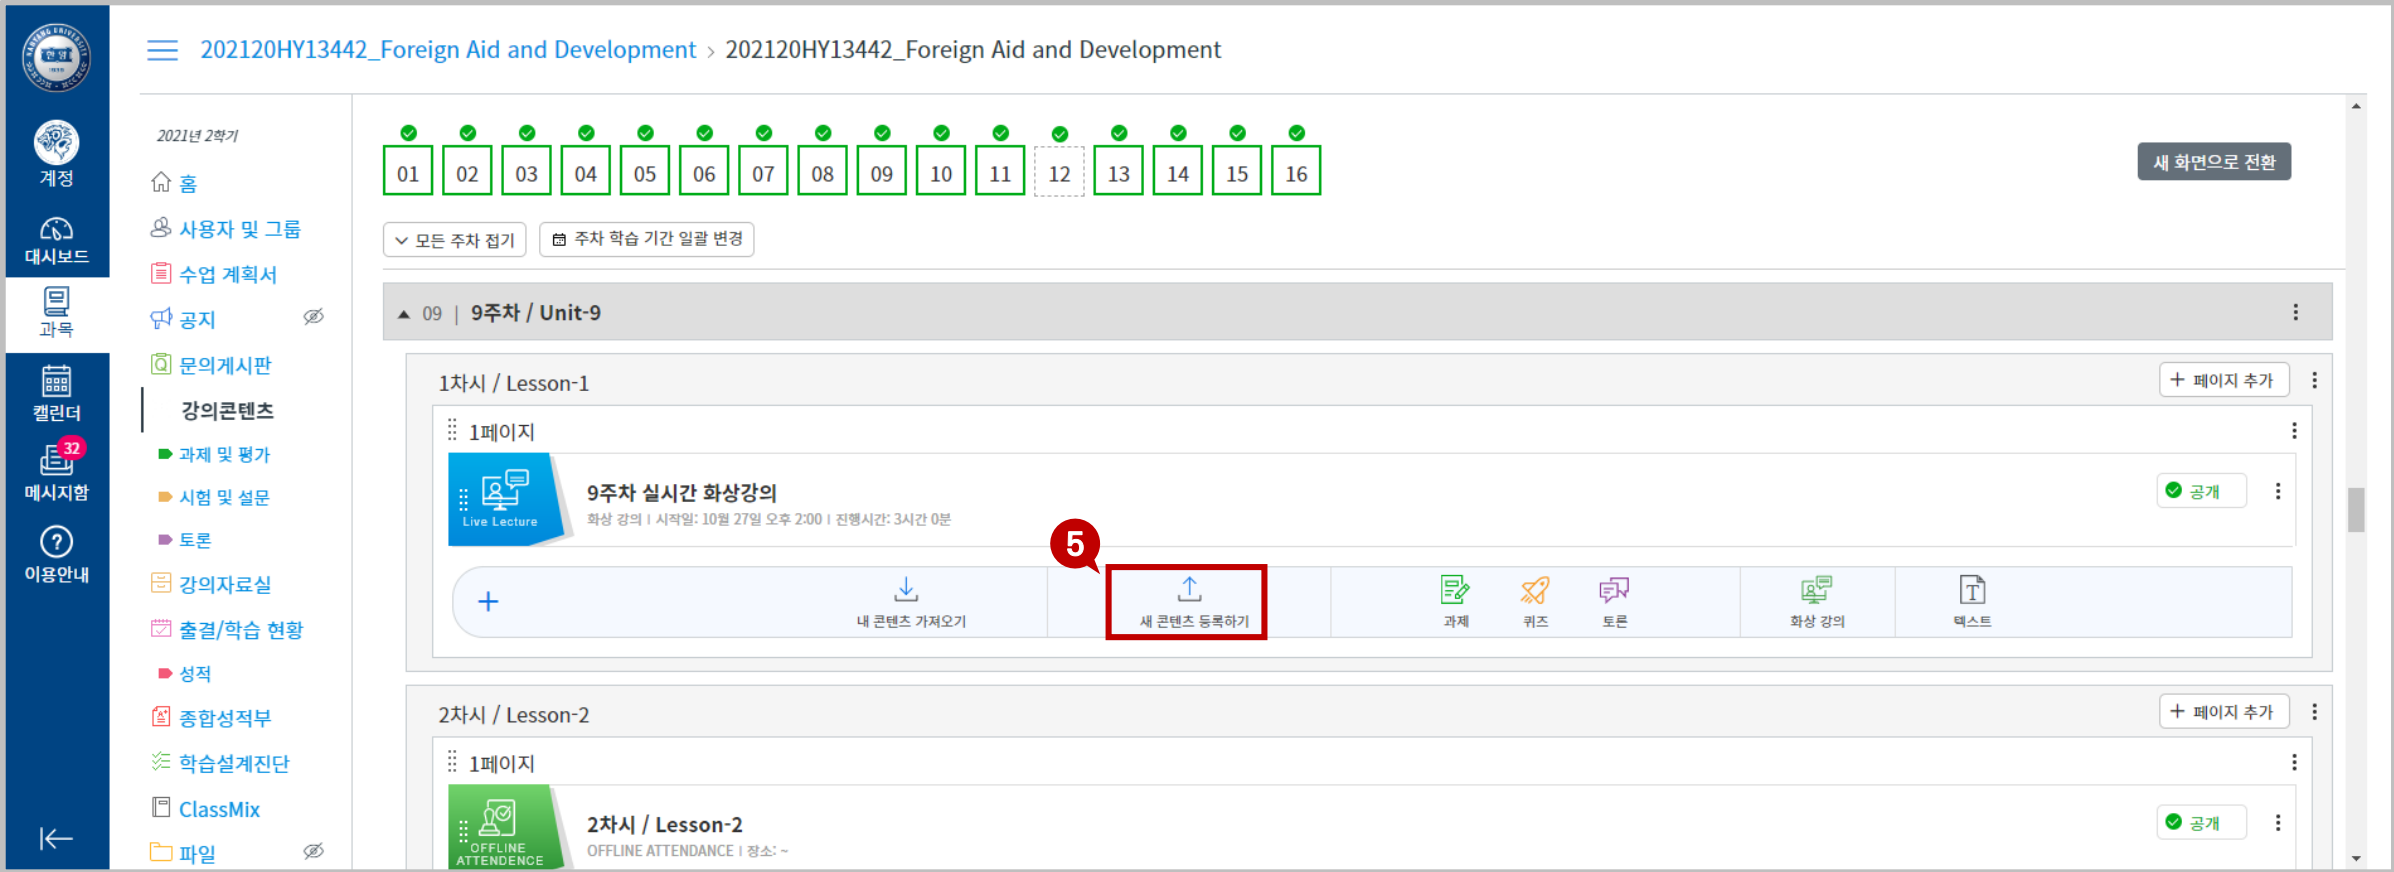 202120HY13442_Foreign Aid and Development > 202120HY13442_Foreign Aid and Development
계정
대시보드
과목
캘린더
32
메시지함
이용안내
2021년 2학기
홈
사용자 및 그룹
수업 계획서
공지
문의게시판
강의콘텐츠
과제 및 평가
시험 및 설문
토론
강의자료실
출결/학습 현황
성적
종합성적부
학습설계진단
ClassMix
파일
01 02 03 04 05 06 07 08 09 10 11 12 13 14 15 16
새 화면으로 전환
모든 주차 접기
주차 학습 기간 일괄 변경
09 | 9주차 / Unit-9
1차시 / Lesson-1
+ 페이지 추가
1페이지
Live Lecture
9주차 실시간 화상강의
화상 강의 | 시작일: 10월 27일 오후 2:00 | 진행시간: 3시간 0분
공개
5
+
내 콘텐츠 가져오기
새 콘텐츠 등록하기
과제
퀴즈
토론
화상 강의
텍스트
2차시 / Lesson-2
+ 페이지 추가
1페이지
OFFLINE
ATTENDENCE
2차시 / Lesson-2
OFFLINE ATTENDANCE | 장소: ~
공개